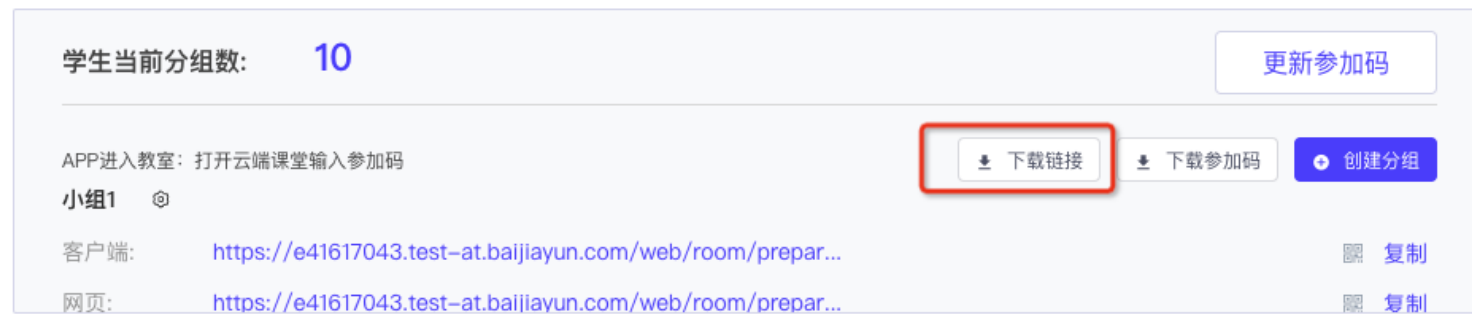 学生当前分组数: 10 更新参加码
APP进入教室：打开云端课堂输入参加码 下载链接 下载参加码 创建分组
小组1
客户端: https://e41617043.test-at.baijiayun.com/web/room/prepar... 复制
网页: https://e41617043.test-at.baijiayun.com/web/room/prepar... 复制